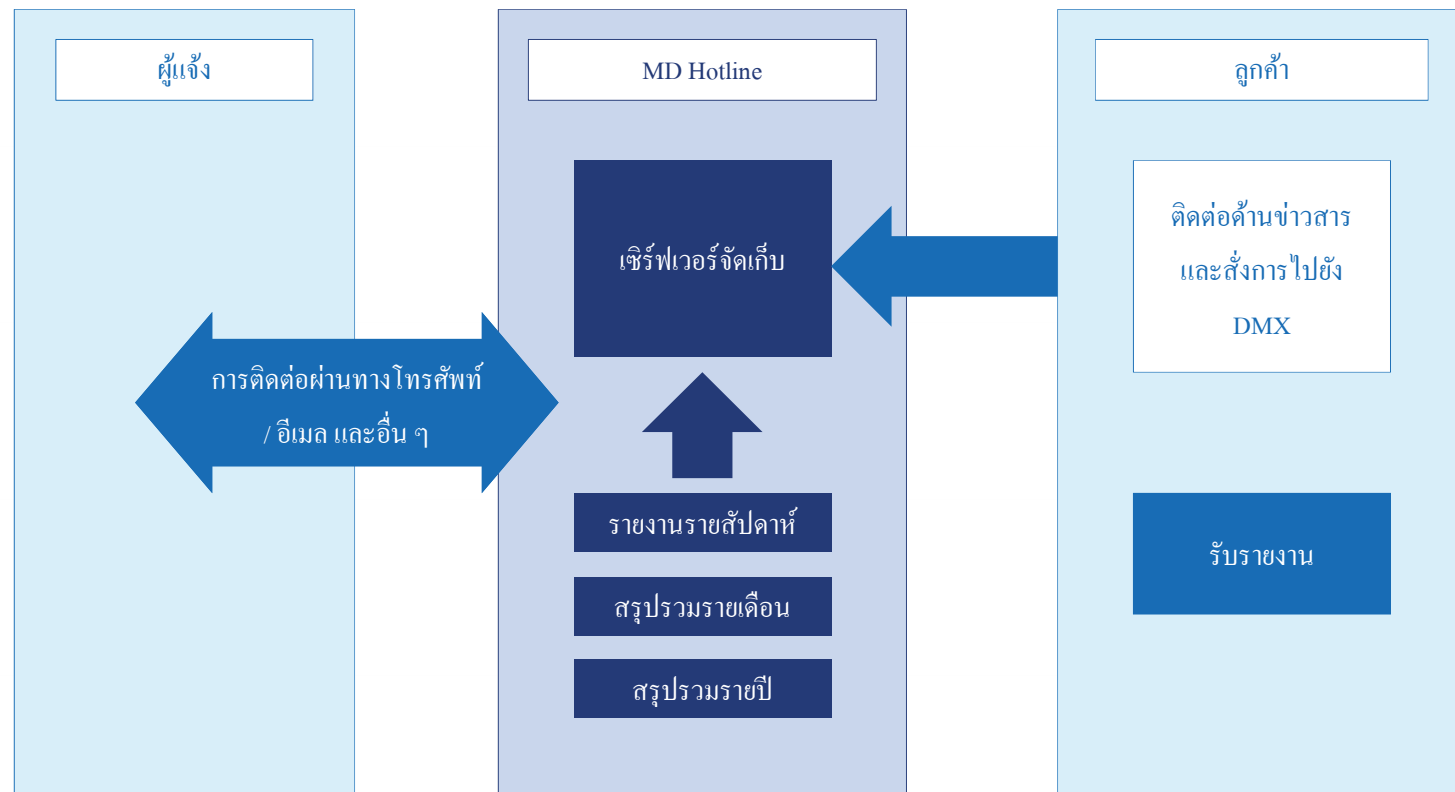 ผู้แจ้ง
MD Hotline
ลูกค้า
เซิร์ฟเวอร์จัดเก็บ
ติดต่อด้านข่าวสาร
และสั่งการไปยัง
DMX
การติดต่อผ่านทางโทรศัพท์
/ อีเมล และอื่น ๆ
รายงานรายสัปดาห์
สรุปรวมรายเดือน
สรุปรวมรายปี
รับรายงาน